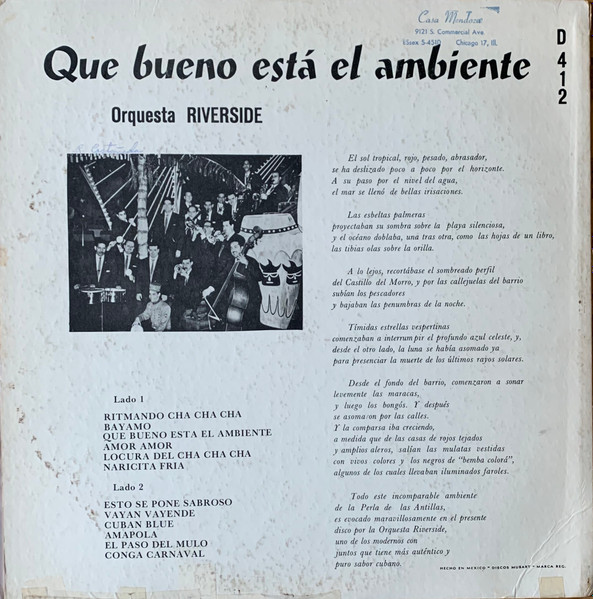 Casa Mendoza
9121 S. Commercial Ave.
ESsex 5-4510 Chicago 17, Ill.
D
4
1
2
Que bueno está el ambiente
Orquesta RIVERSIDE
El sol tropical, rojo, pesado, abrasador,
se ha deslizado poco a poco por el horizonte.
A su paso por el nivel del agua,
el mar se llenó de bellas irisaciones.
Las esbeltas palmeras
proyectaban su sombra sobre la playa silenciosa,
y el océano doblaba, una tras otra, como las hojas de un libro,
las tibias olas sobre la orilla.
A lo lejos, recortábase el sombreado perfil
del Castillo del Morro, y por las callejuelas del barrio
subían los pescadores
y bajaban las penumbras de la noche.
Tímidas estrellas vespertinas
comenzaban a interrumpir el profundo azul celeste, y,
desde el otro lado, la luna se había asomado ya
para presenciar la muerte de los últimos rayos solares.
Desde el fondo del barrio, comenzaron a sonar
levemente las maracas,
y luego los bongós. Y después
se asomaron por las calles.
Y la comparsa iba creciendo,
a medida que de las casas de rojos tejados
y amplios aleros, salían las mulatas vestidas
con vivos colores y los negros de "bemba colorá",
algunos de los cuales llevaban iluminados faroles.
Todo este incomparable ambiente
de la Perla de las Antillas,
es evocado maravillosamente en el presente
disco por la Orquesta Riverside,
uno de los modernos con
juntos que tiene más auténtico y
puro sabor cubano.
Lado 1
RITMANDO CHA CHA CHA
BAYAMO
QUE BUENO ESTA EL AMBIENTE
AMOR AMOR
LOCURA DEL CHA CHA CHA
NARICITA FRIA
Lado 2
ESTO SE PONE SABROSO
VAYAN VAYENDE
CUBAN BLUE
AMAPOLA
EL PASO DEL MULO
CONGA CARNAVAL
HECHO EN MEXICO * DISCOS MUSART * MARCA REG.